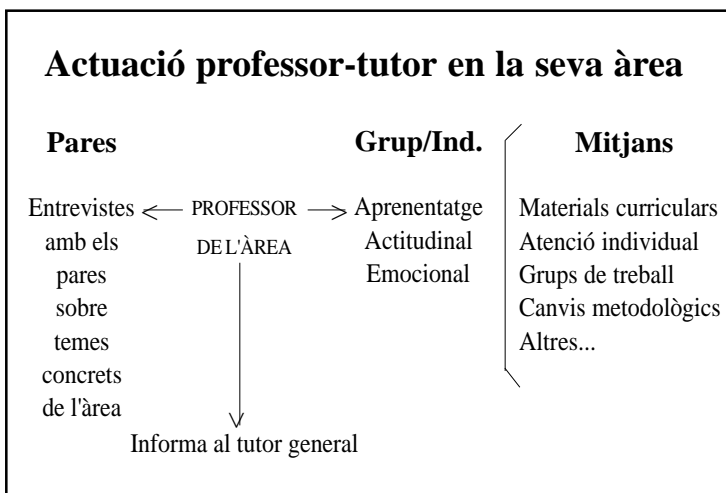 Actuació professor-tutor en la seva àrea
Pares
Grup/Ind.
Mitjans
Entrevistes
amb els
pares
sobre
temes
concrets
de l'àrea
PROFESSOR
DE L'ÀREA
Aprenentatge
Actitudinal
Emocional
Materials curriculars
Atenció individual
Grups de treball
Canvis metodològics
Altres...
Informa al tutor general